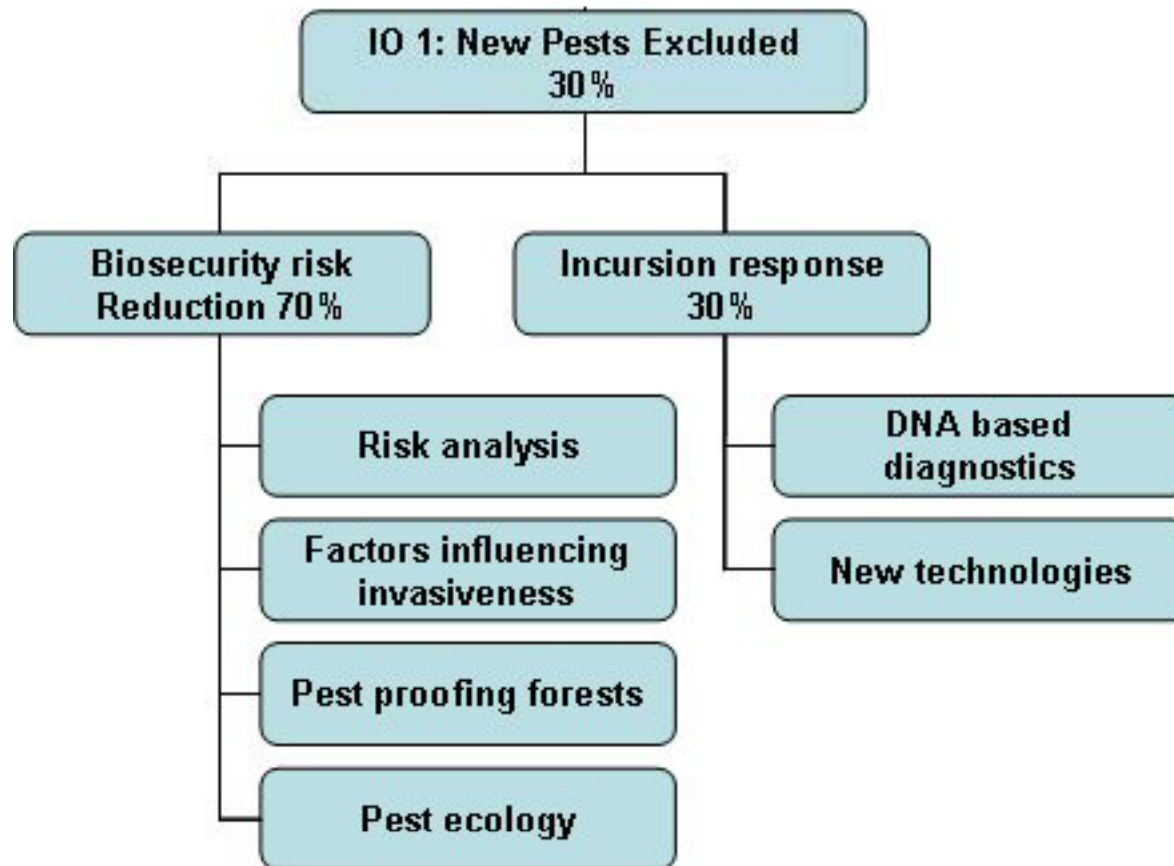 IO 1: New Pests Excluded
30%
Biosecurity risk
Reduction 70%
Incursion response
30%
Risk analysis
Factors influencing
invasiveness
Pest proofing forests
Pest ecology
DNA based
diagnostics
New technologies